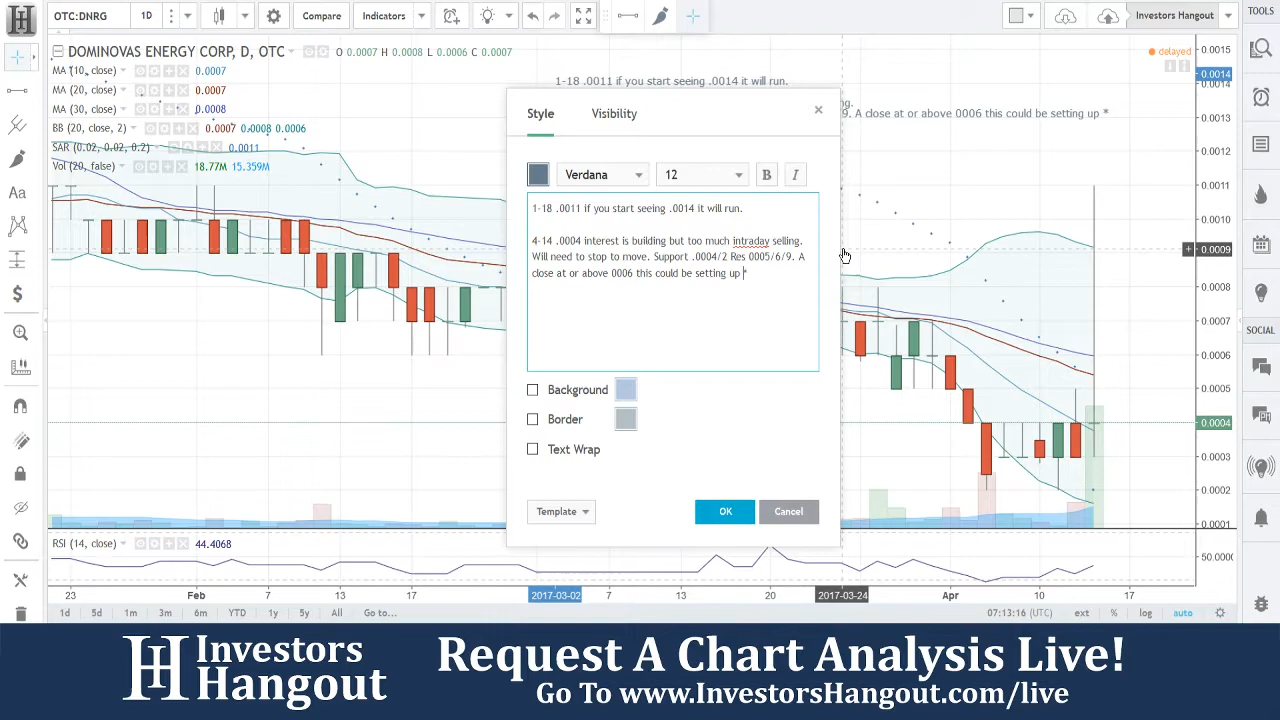 OTC:DNRG 1D Compare Indicators Investors Hangout TOOLS
DOMINOVAS ENERGY CORP, D, OTC O 0.0007 H 0.0008 L 0.0006 C 0.0007
delayed
MA (10, close) 0.0007
MA (20, close) 0.0007
MA (30, close) 0.0008
BB (20, close, 2) 0.0007 0.0008 0.0006
SAR (0.02, 0.02, 0.2) 0.0011
Vol (20, false) 18.77M 15.359M
1-18 .0011 if you start seeing .0014 it will run.
ng.
9. A close at or above 0006 this could be setting up *
Style Visibility ×
Verdana 12 B I
1-18 .0011 if you start seeing .0014 it will run.
4-14 .0004 interest is building but too much intraday selling.
Will need to stop to move. Support .0004/2 Res 0005/6/9. A
close at or above 0006 this could be setting up *
Background
Border
Text Wrap
Template OK Cancel
0.0015
0.0014
0.0013
0.0012
0.0011
0.0010
0.0009
0.0008
0.0007
0.0006
0.0005
0.0004
0.0003
0.0002
0.0001
SOCIAL
Aa
$
RSI (14, close) 44.4068
50.0000
23 Feb 7 13 17 2017-03-02 7 13 20 2017-03-24 Apr 10 17
1d 5d 1m 3m 6m YTD 1y 5y All Go to... 07:13:16 (UTC) ext % log auto
Investors
Hangout
Request A Chart Analysis Live!
Go To www.InvestorsHangout.com/live